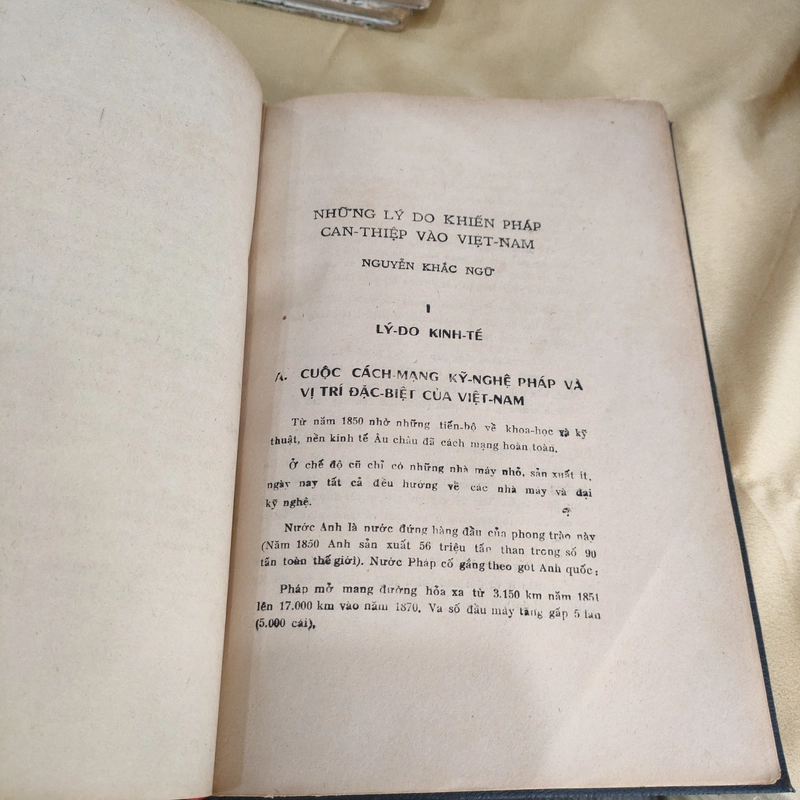 NHỮNG LÝ DO KHIẾN PHÁP
CAN-THIỆP VÀO VIỆT-NAM
NGUYỄN KHẮC NGỮ
I
LÝ-DO KINH-TẾ
A. CUỘC CÁCH-MẠNG KỸ-NGHỆ PHÁP VÀ
VỊ TRÍ ĐẶC-BIỆT CỦA VIỆT-NAM
Từ năm 1850 nhờ những tiến-bộ về khoa-học và kỹ
thuật, nền kinh tế Âu châu đã cách mạng hoàn toàn.
Ở chế độ cũ chỉ có những nhà máy nhỏ, sản xuất ít,
ngày nay tất cả đều hướng về các nhà máy và đại
kỹ nghệ.
Nước Anh là nước đứng hàng đầu của phong trào này
(Năm 1850 Anh sản xuất 56 triệu tấn than trong số 90
tấn toàn thế giới). Nước Pháp cố gắng theo gót Anh quốc:
Pháp mở mang đường hỏa xa từ 3.150 km năm 1851
lên 17.000 km vào năm 1870. Va số đầu máy tăng gấp 5 lần
(5.000 cái).